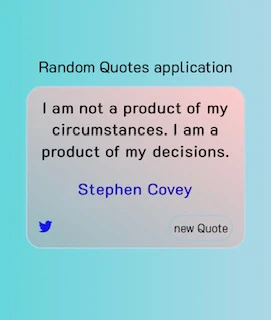 Random Quotes application
I am not a product of my
circumstances. I am a
product of my decisions.
Stephen Covey
new Quote